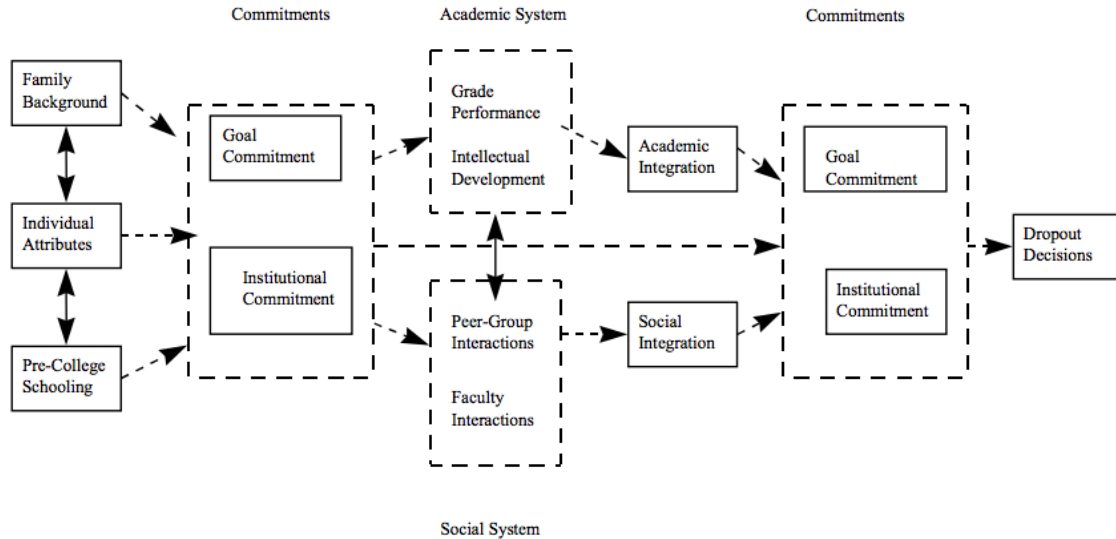 Commitments
Academic System
Commitments
Family
Background
Individual
Attributes
Pre-College
Schooling
Goal
Commitment
Institutional
Commitment
Grade
Performance
Intellectual
Development
Peer-Group
Interactions
Faculty
Interactions
Academic
Integration
Social
Integration
Goal
Commitment
Institutional
Commitment
Dropout
Decisions
Social System